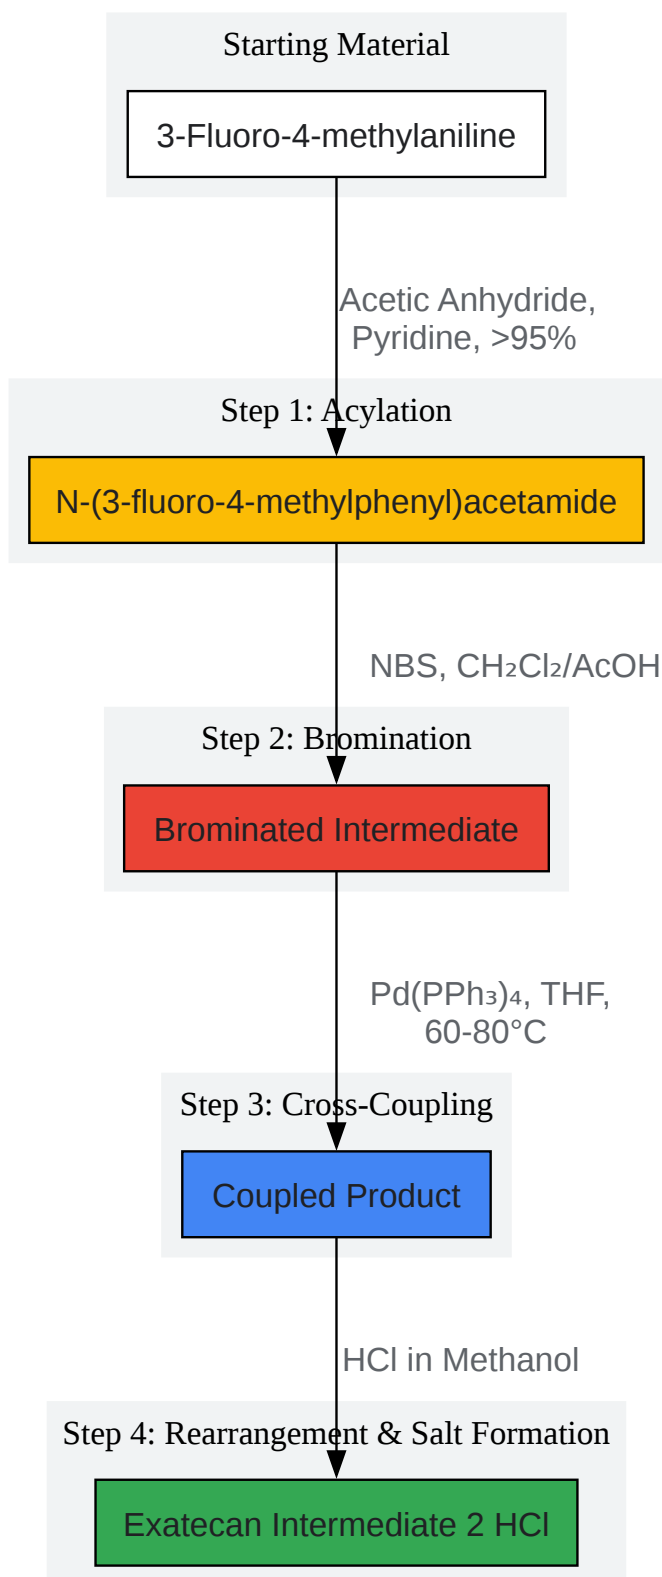 Starting Material
3-Fluoro-4-methylaniline
Acetic Anhydride,
Pyridine, >95%
Step 1: Acylation
N-(3-fluoro-4-methylphenyl)acetamide
NBS, CH₂Cl₂/AcOH
Step 2: Bromination
Brominated Intermediate
Pd(PPh₃)₄, THF,
60-80°C
Step 3: Cross-Coupling
Coupled Product
HCl in Methanol
Step 4: Rearrangement & Salt Formation
Exatecan Intermediate 2 HCl